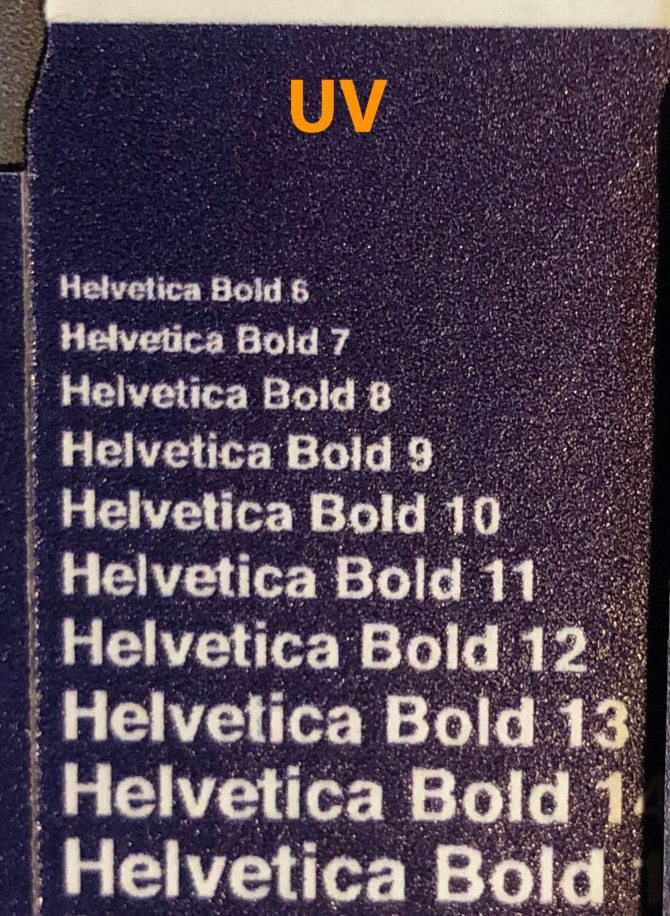 UV
Helvetica Bold 6
Helvetica Bold 7
Helvetica Bold 8
Helvetica Bold 9
Helvetica Bold 10
Helvetica Bold 11
Helvetica Bold 12
Helvetica Bold 13
Helvetica Bold 14
Helvetica Bold